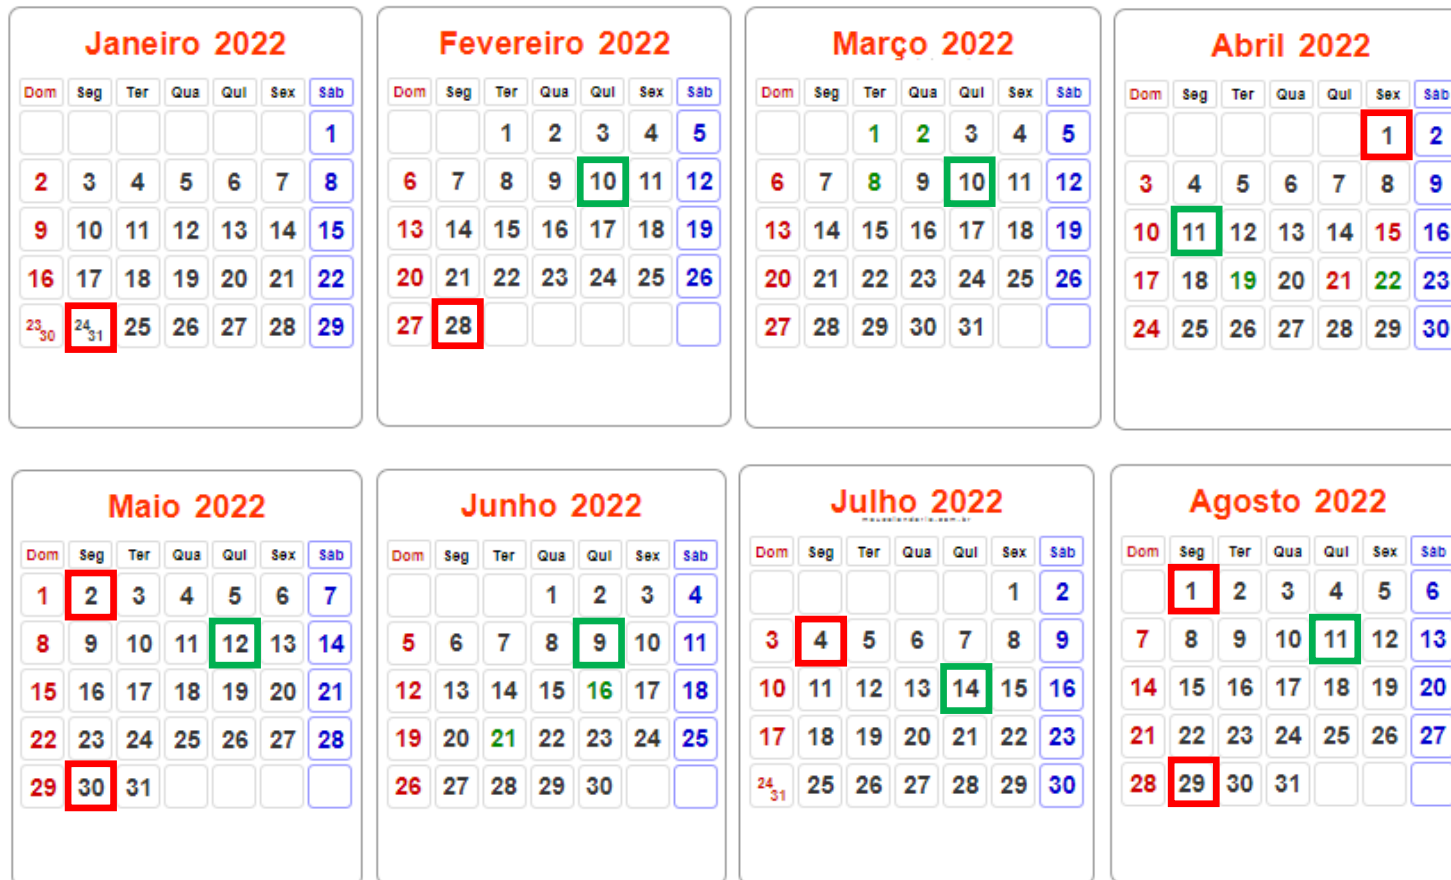 Janeiro 2022
Dom Seg Ter Qua Qui Sex Sáb
1
2 3 4 5 6 7 8
9 10 11 12 13 14 15
16 17 18 19 20 21 22
23 30 24 31 25 26 27 28 29
Fevereiro 2022
Dom Seg Ter Qua Qui Sex Sáb
1 2 3 4 5
6 7 8 9 10 11 12
13 14 15 16 17 18 19
20 21 22 23 24 25 26
27 28
Março 2022
Dom Seg Ter Qua Qui Sex Sáb
1 2 3 4 5
6 7 8 9 10 11 12
13 14 15 16 17 18 19
20 21 22 23 24 25 26
27 28 29 30 31
Abril 2022
Dom Seg Ter Qua Qui Sex Sáb
1 2
3 4 5 6 7 8 9
10 11 12 13 14 15 16
17 18 19 20 21 22 23
24 25 26 27 28 29 30
Maio 2022
Dom Seg Ter Qua Qui Sex Sáb
1 2 3 4 5 6 7
8 9 10 11 12 13 14
15 16 17 18 19 20 21
22 23 24 25 26 27 28
29 30 31
Junho 2022
Dom Seg Ter Qua Qui Sex Sáb
1 2 3 4
5 6 7 8 9 10 11
12 13 14 15 16 17 18
19 20 21 22 23 24 25
26 27 28 29 30
Julho 2022
Dom Seg Ter Qua Qui Sex Sáb
1 2
3 4 5 6 7 8 9
10 11 12 13 14 15 16
17 18 19 20 21 22 23
24 31 25 26 27 28 29 30
Agosto 2022
Dom Seg Ter Qua Qui Sex Sáb
1 2 3 4 5 6
7 8 9 10 11 12 13
14 15 16 17 18 19 20
21 22 23 24 25 26 27
28 29 30 31